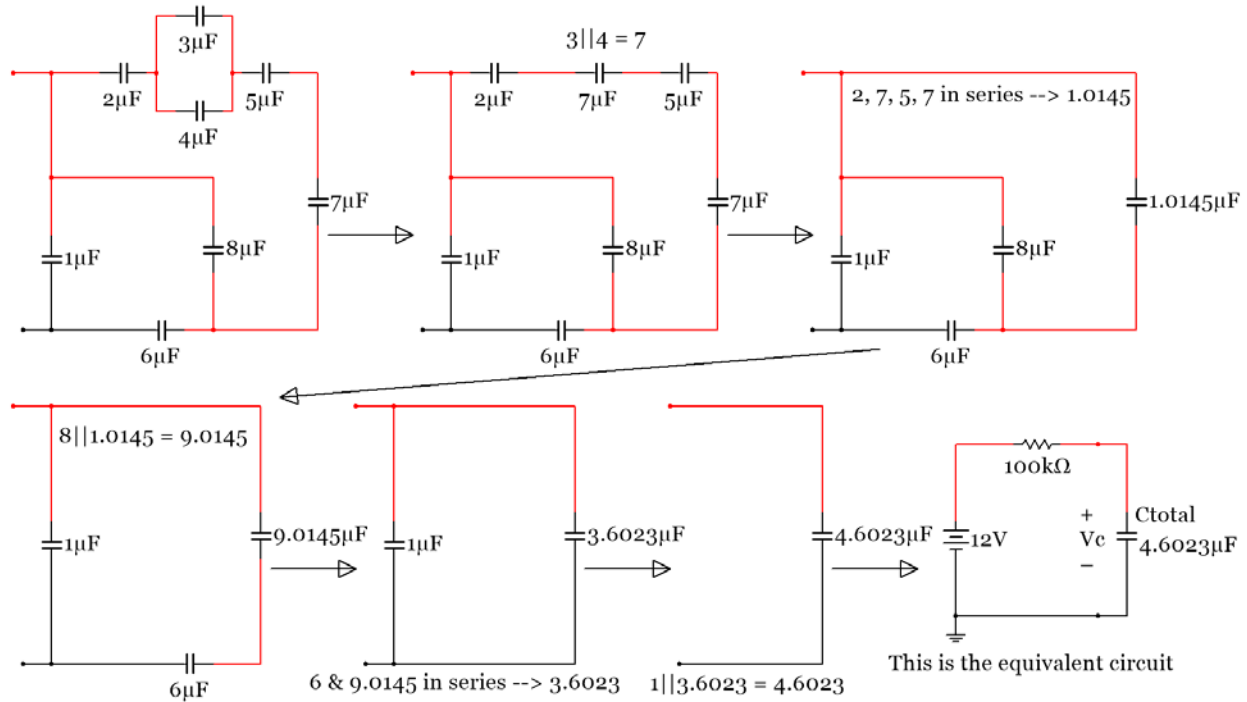 3µF
2µF
5µF
4µF
7µF
1µF
8µF
6µF
3||4 = 7
2µF
7µF
5µF
7µF
1µF
8µF
6µF
2, 7, 5, 7 in series --> 1.0145
1.0145µF
1µF
8µF
6µF
8||1.0145 = 9.0145
1µF
9.0145µF
6µF
1µF
3.6023µF
6 & 9.0145 in series --> 3.6023
4.6023µF
1||3.6023 = 4.6023
100kΩ
12V
+
Vc
−
Ctotal
4.6023µF
This is the equivalent circuit